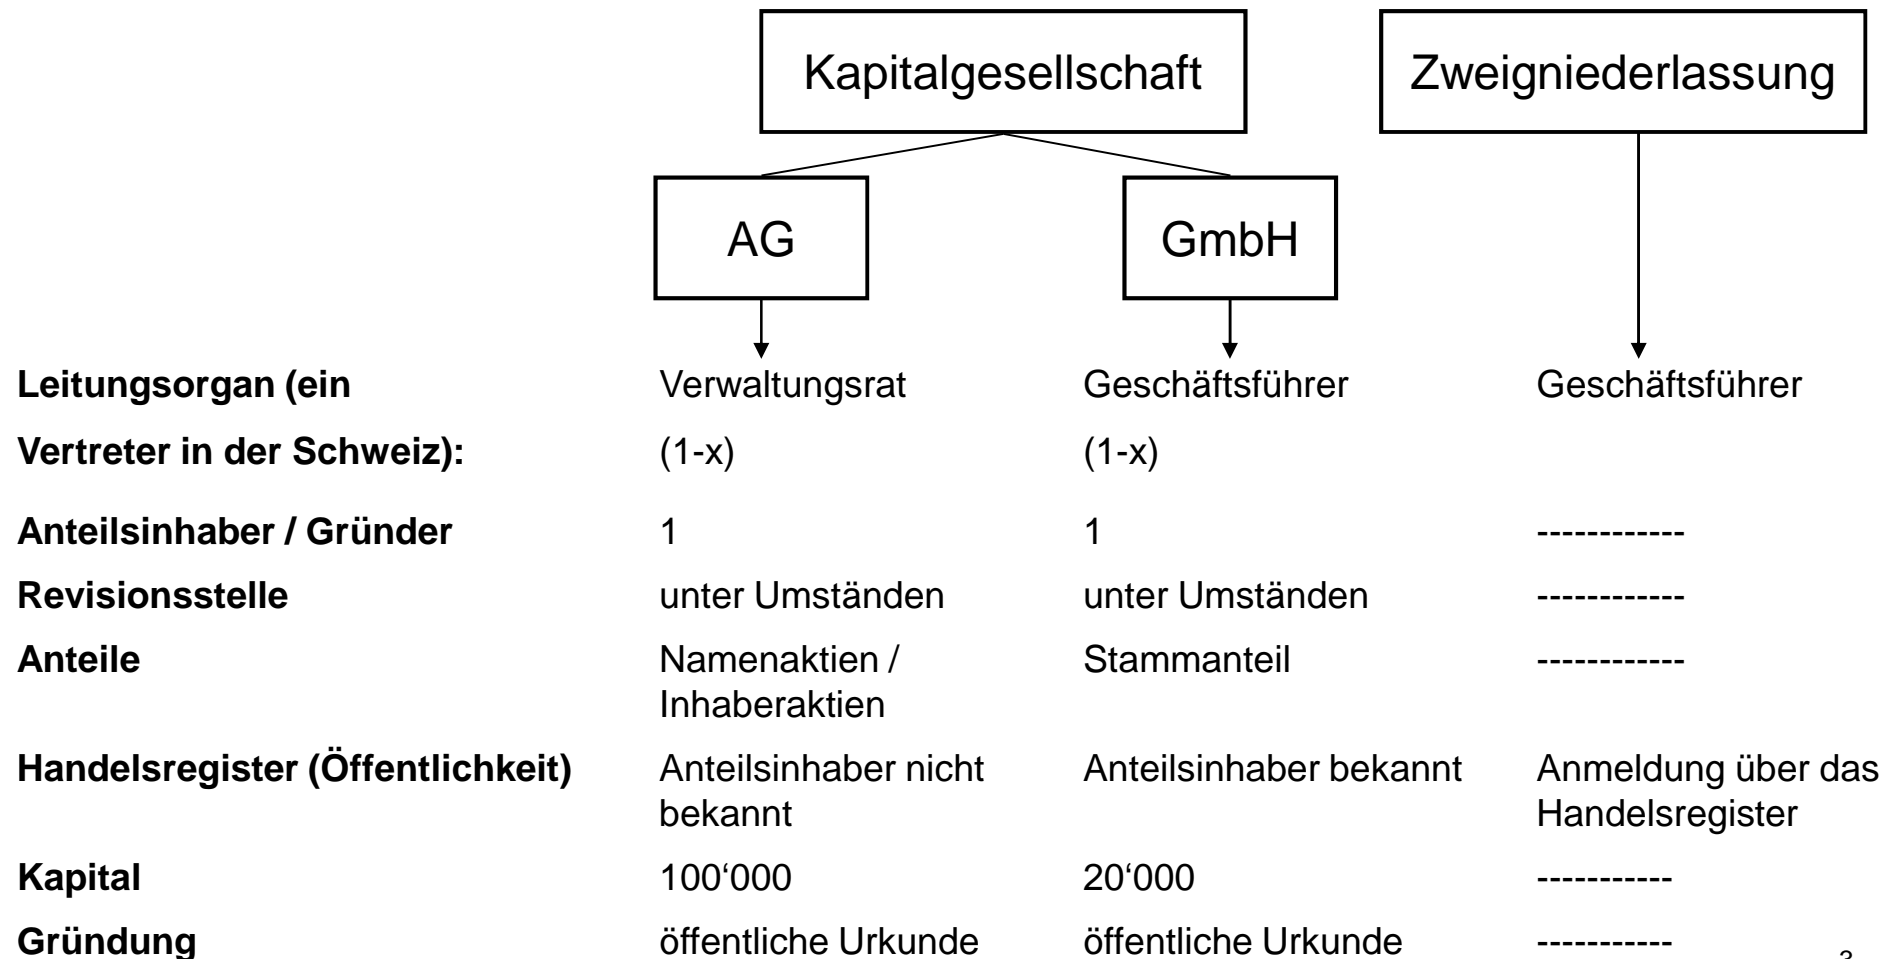 Kapitalgesellschaft Zweigniederlassung
AG GmbH
Leitungsorgan (ein Verwaltungsrat Geschäftsführer Geschäftsführer
Vertreter in der Schweiz): (1-x) (1-x)
Anteilsinhaber / Gründer 1 1 ------------
Revisionsstelle unter Umständen unter Umständen ------------
Anteile Namenaktien / Stammanteil ------------
Inhaberaktien
Handelsregister (Öffentlichkeit) Anteilsinhaber nicht Anteilsinhaber bekannt Anmeldung über das
bekannt Handelsregister
Kapital 100‘000 20‘000 -----------
Gründung öffentliche Urkunde öffentliche Urkunde -----------